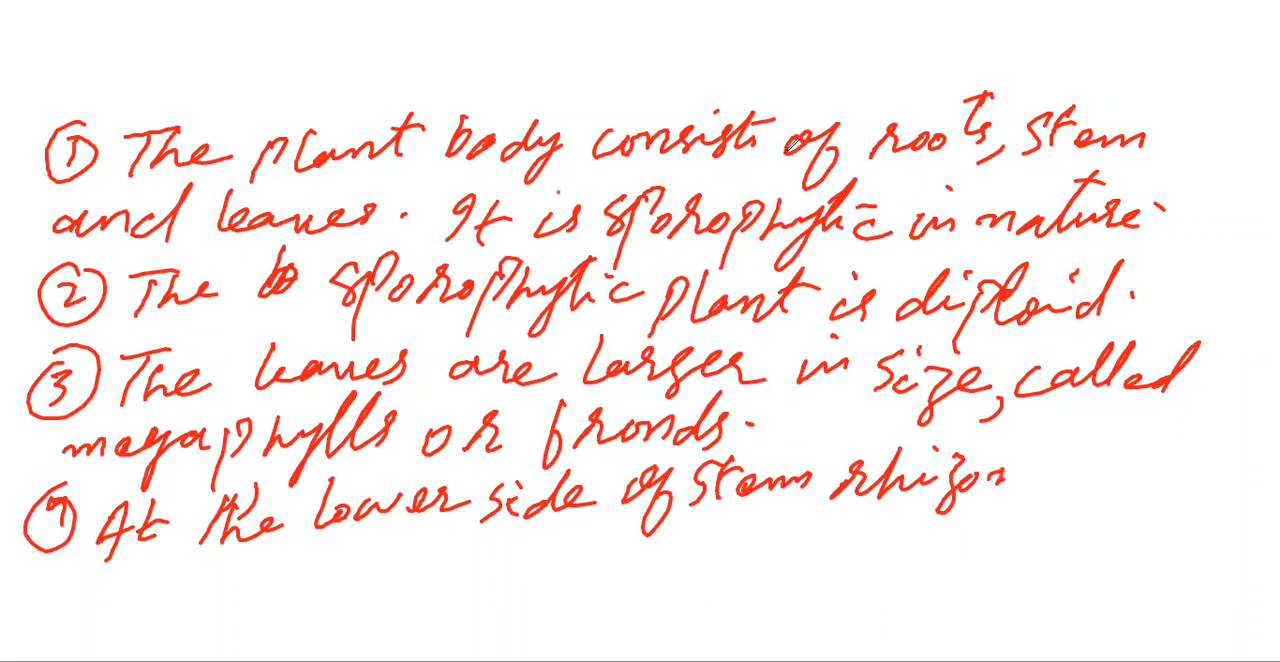 ① The plant body consists of roots, stem
and leaves. It is sporophytic in nature.
② The sporophytic plant is diploid.
③ The leaves are larger in size, called
megaphylls or fronds.
④ At the lower side of stem rhizom